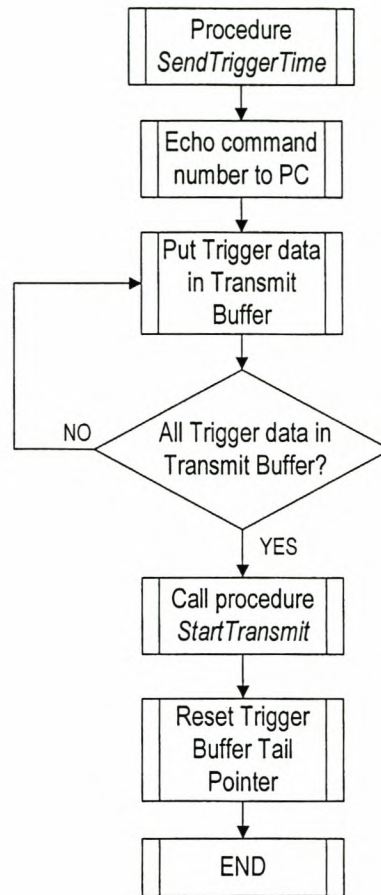 Procedure
SendTriggerTime
Echo command
number to PC
Put Trigger data
in Transmit
Buffer
NO
All Trigger data in
Transmit Buffer?
YES
Call procedure
StartTransmit
Reset Trigger
Buffer Tail
Pointer
END